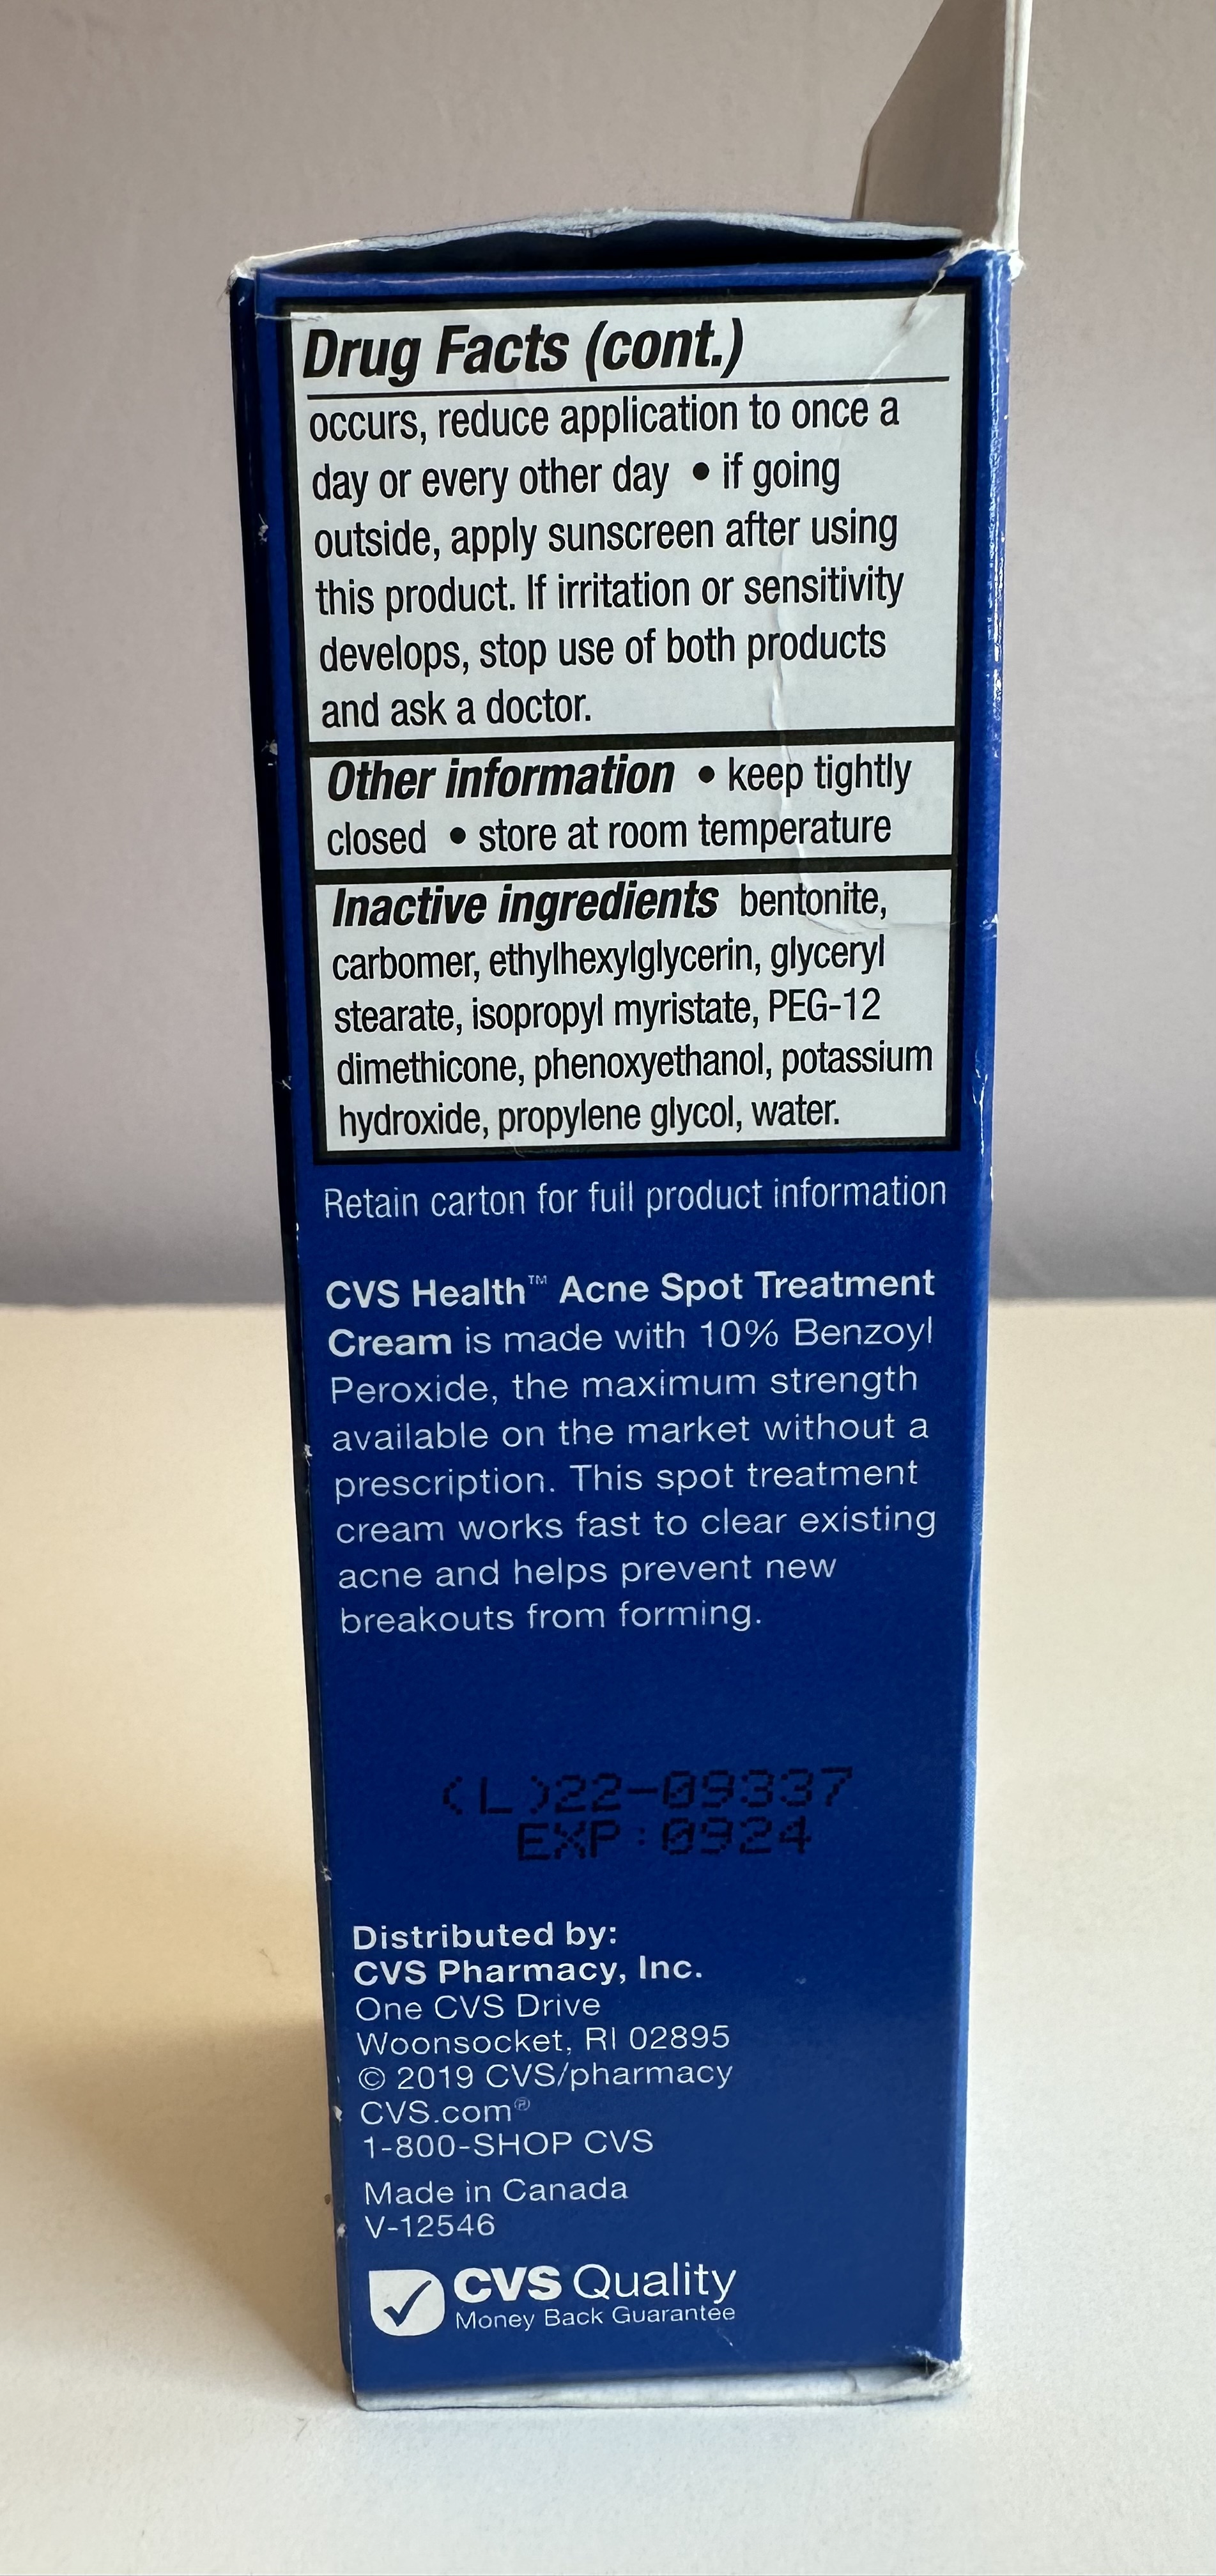 Drug Facts (cont.)
occurs, reduce application to once a
day or every other day • if going
outside, apply sunscreen after using
this product. If irritation or sensitivity
develops, stop use of both products
and ask a doctor.
Other information • keep tightly
closed • store at room temperature
Inactive ingredients bentonite,
carbomer, ethylhexylglycerin, glyceryl
stearate, isopropyl myristate, PEG-12
dimethicone, phenoxyethanol, potassium
hydroxide, propylene glycol, water.
Retain carton for full product information
CVS Health™ Acne Spot Treatment
Cream is made with 10% Benzoyl
Peroxide, the maximum strength
available on the market without a
prescription. This spot treatment
cream works fast to clear existing
acne and helps prevent new
breakouts from forming.
(L)22-09337
EXP:0924
Distributed by:
CVS Pharmacy, Inc.
One CVS Drive
Woonsocket, RI 02895
© 2019 CVS/pharmacy
CVS.com®
1-800-SHOP CVS
Made in Canada
V-12546
CVS Quality
Money Back Guarantee